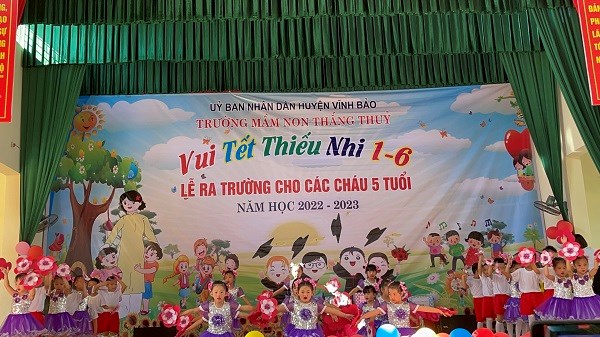 ỦY BAN NHÂN DÂN HUYỆN VĨNH BẢO
TRƯỜNG MẦM NON THẮNG THUỶ
Vui Tết Thiếu Nhi 1-6
LỄ RA TRƯỜNG CHO CÁC CHÁU 5 TUỔI
NĂM HỌC 2022 - 2023